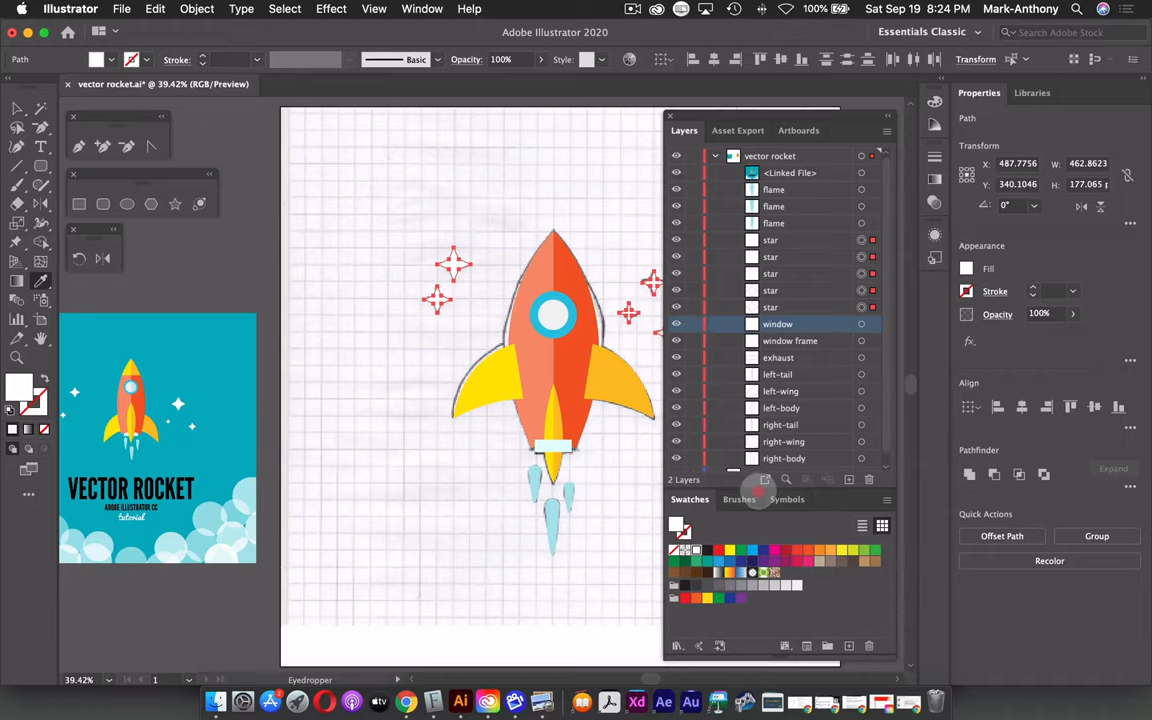 Illustrator File Edit Object Type Select Effect View Window Help 100% Sat Sep 19 8:24 PM Mark-Anthony
Adobe Illustrator 2020 Essentials Classic Search Adobe Stock
Path Stroke: Basic Opacity: 100% Style: Transform
× vector rocket.ai* @ 39.42% (RGB/Preview)
Properties Libraries
Path
Transform
X: 487.7756 W: 462.8623
Y: 340.1046 H: 177.065 p
0°
Appearance
Fill
Stroke
Opacity 100%
fx.
Align
Pathfinder
Expand
Quick Actions
Offset Path Group
Recolor
Layers Asset Export Artboards
vector rocket
<Linked File>
flame
flame
flame
star
star
star
star
star
window
window frame
exhaust
left-tail
left-wing
left-body
right-tail
right-wing
right-body
2 Layers
Swatches Brushes Symbols
VECTOR ROCKET
ADOBE ILLUSTRATOR CC
tutorial
39.42% 1 Eyedropper
tv Ai Xd Ae Au